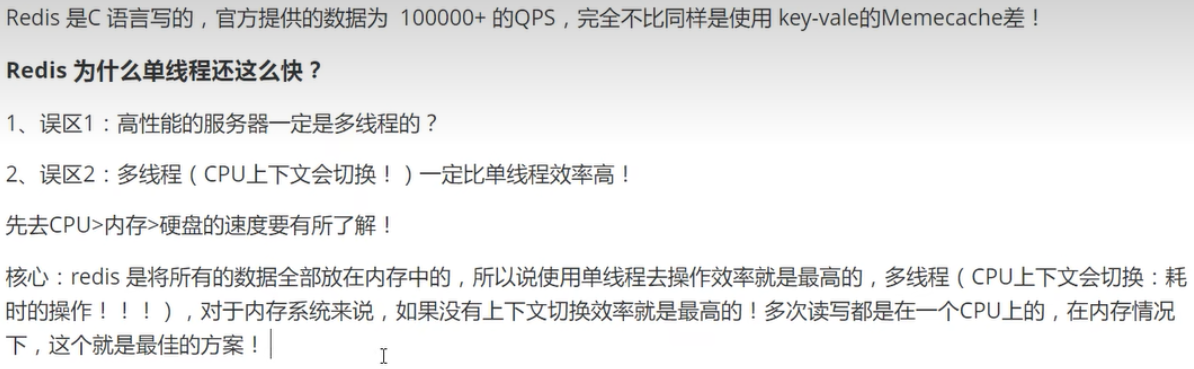 Redis 是C 语言写的，官方提供的数据为 100000+ 的QPS，完全不比同样是使用 key-vale的Memecache差！
Redis 为什么单线程还这么快？
1、误区1：高性能的服务器一定是多线程的？
2、误区2：多线程（CPU上下文会切换！）一定比单线程效率高！
先去CPU>内存>硬盘的速度要有所了解！
核心：redis 是将所有的数据全部放在内存中的，所以说使用单线程去操作效率就是最高的，多线程（CPU上下文会切换：耗
时的操作！！！），对于内存系统来说，如果没有上下文切换效率就是最高的！多次读写都是在一个CPU上的，在内存情况
下，这个就是最佳的方案！